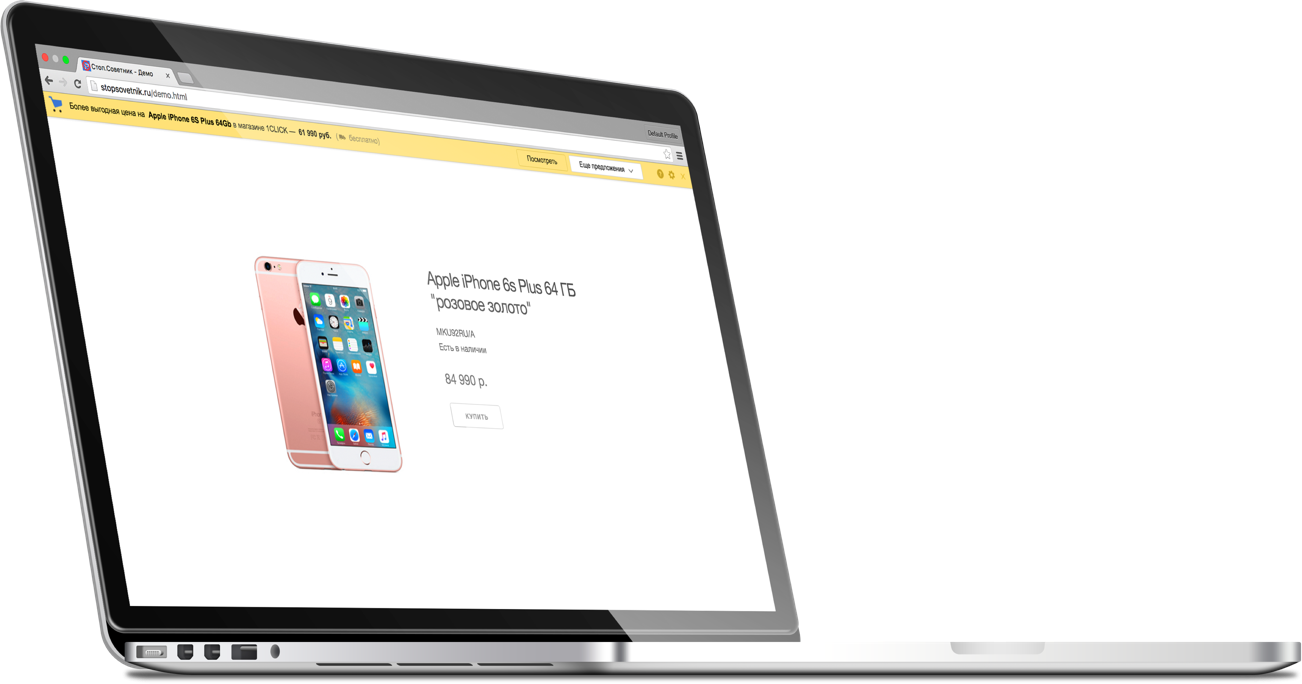 Стоп.Советник - Демо
stopsovetnik.ru/demo.html
Default Profile
Более выгодная цена на Apple iPhone 6S Plus 64Gb в магазине 1CLICK — 61 990 руб. ( бесплатно)
Посмотреть
Еще предложения
Apple iPhone 6s Plus 64 ГБ
"розовое золото"
MKU92RU/A
Есть в наличии
84 990 р.
КУПИТЬ